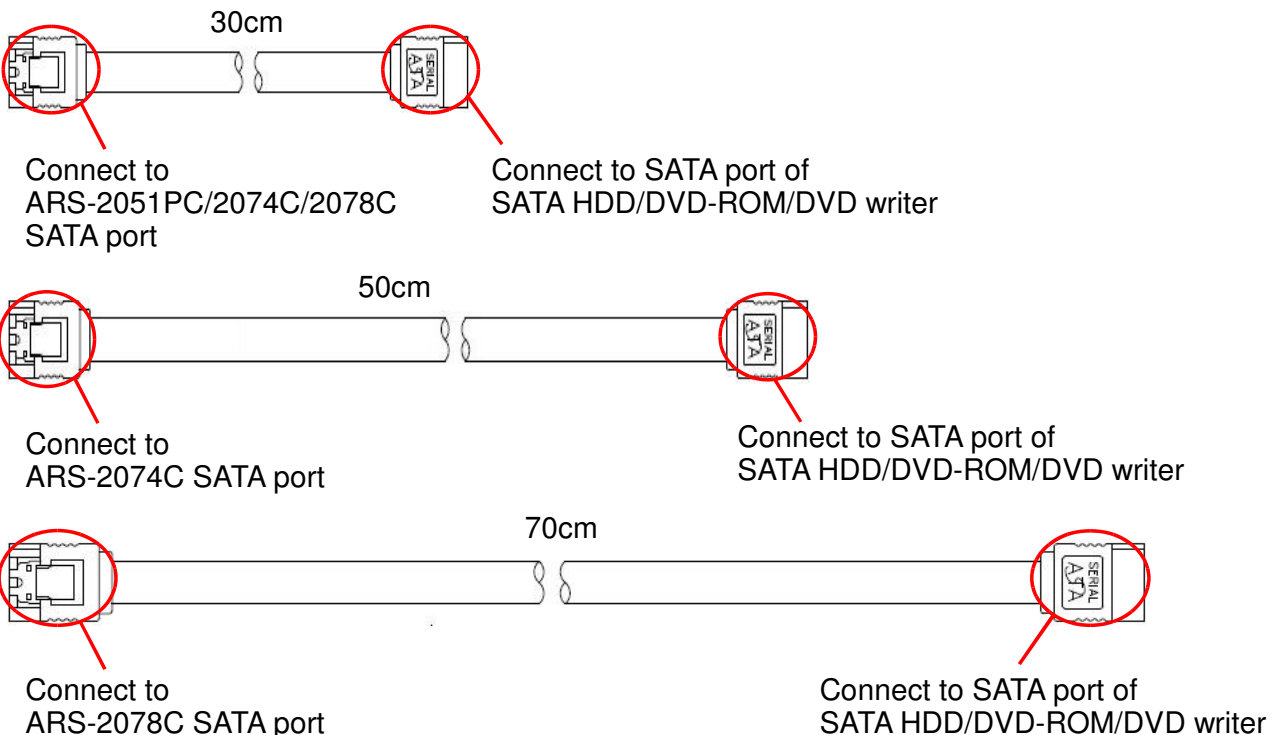 30cm
SERIAL
ATA
Connect to
ARS-2051PC/2074C/2078C
SATA port
Connect to SATA port of
SATA HDD/DVD-ROM/DVD writer
50cm
SERIAL
ATA
Connect to
ARS-2074C SATA port
Connect to SATA port of
SATA HDD/DVD-ROM/DVD writer
70cm
SERIAL
ATA
Connect to
ARS-2078C SATA port
Connect to SATA port of
SATA HDD/DVD-ROM/DVD writer